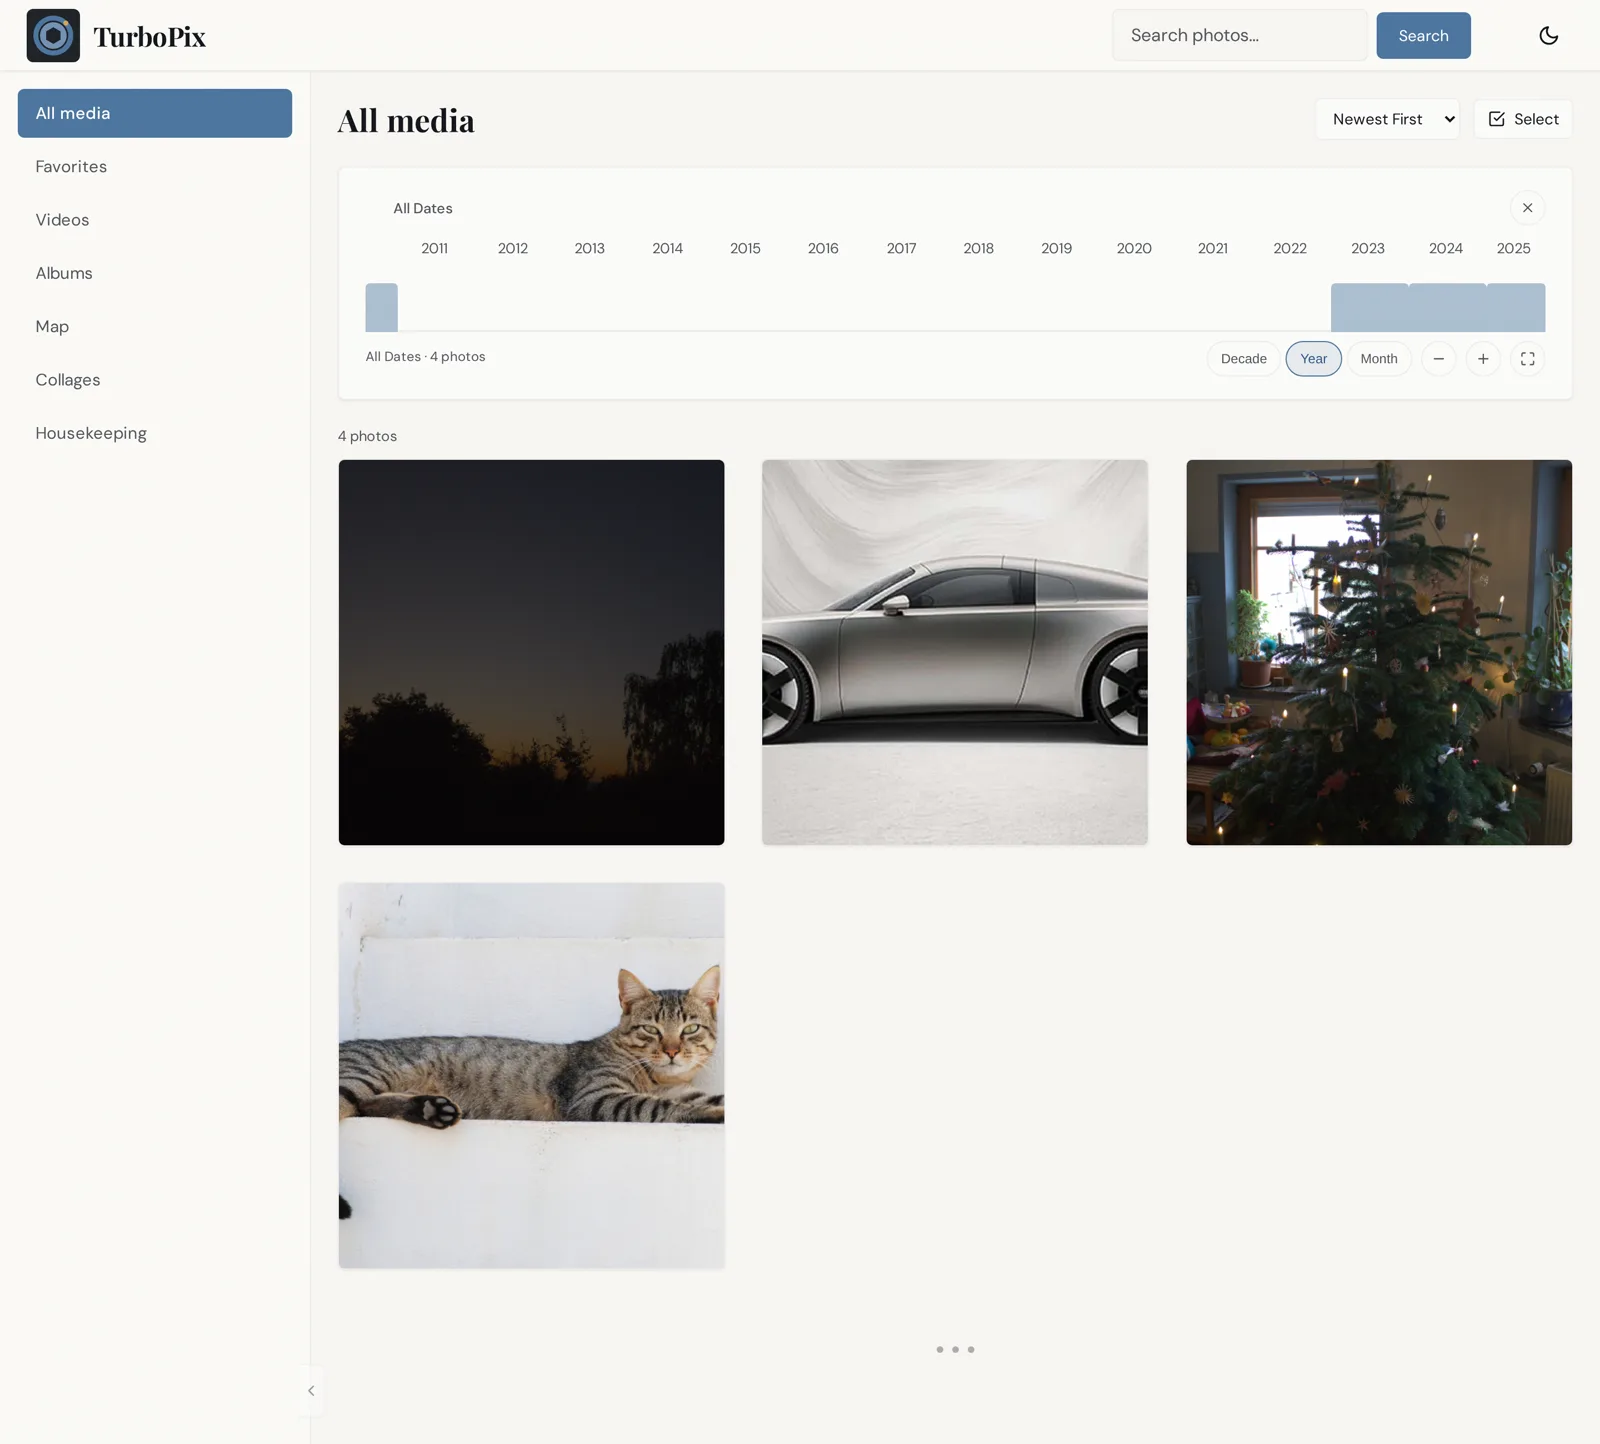 TurboPix
Search photos...
Search
All media
Favorites
Videos
Albums
Map
Collages
Housekeeping
All media
Newest First
Select
All Dates
2011 2012 2013 2014 2015 2016 2017 2018 2019 2020 2021 2022 2023 2024 2025
All Dates · 4 photos
Decade Year Month
4 photos